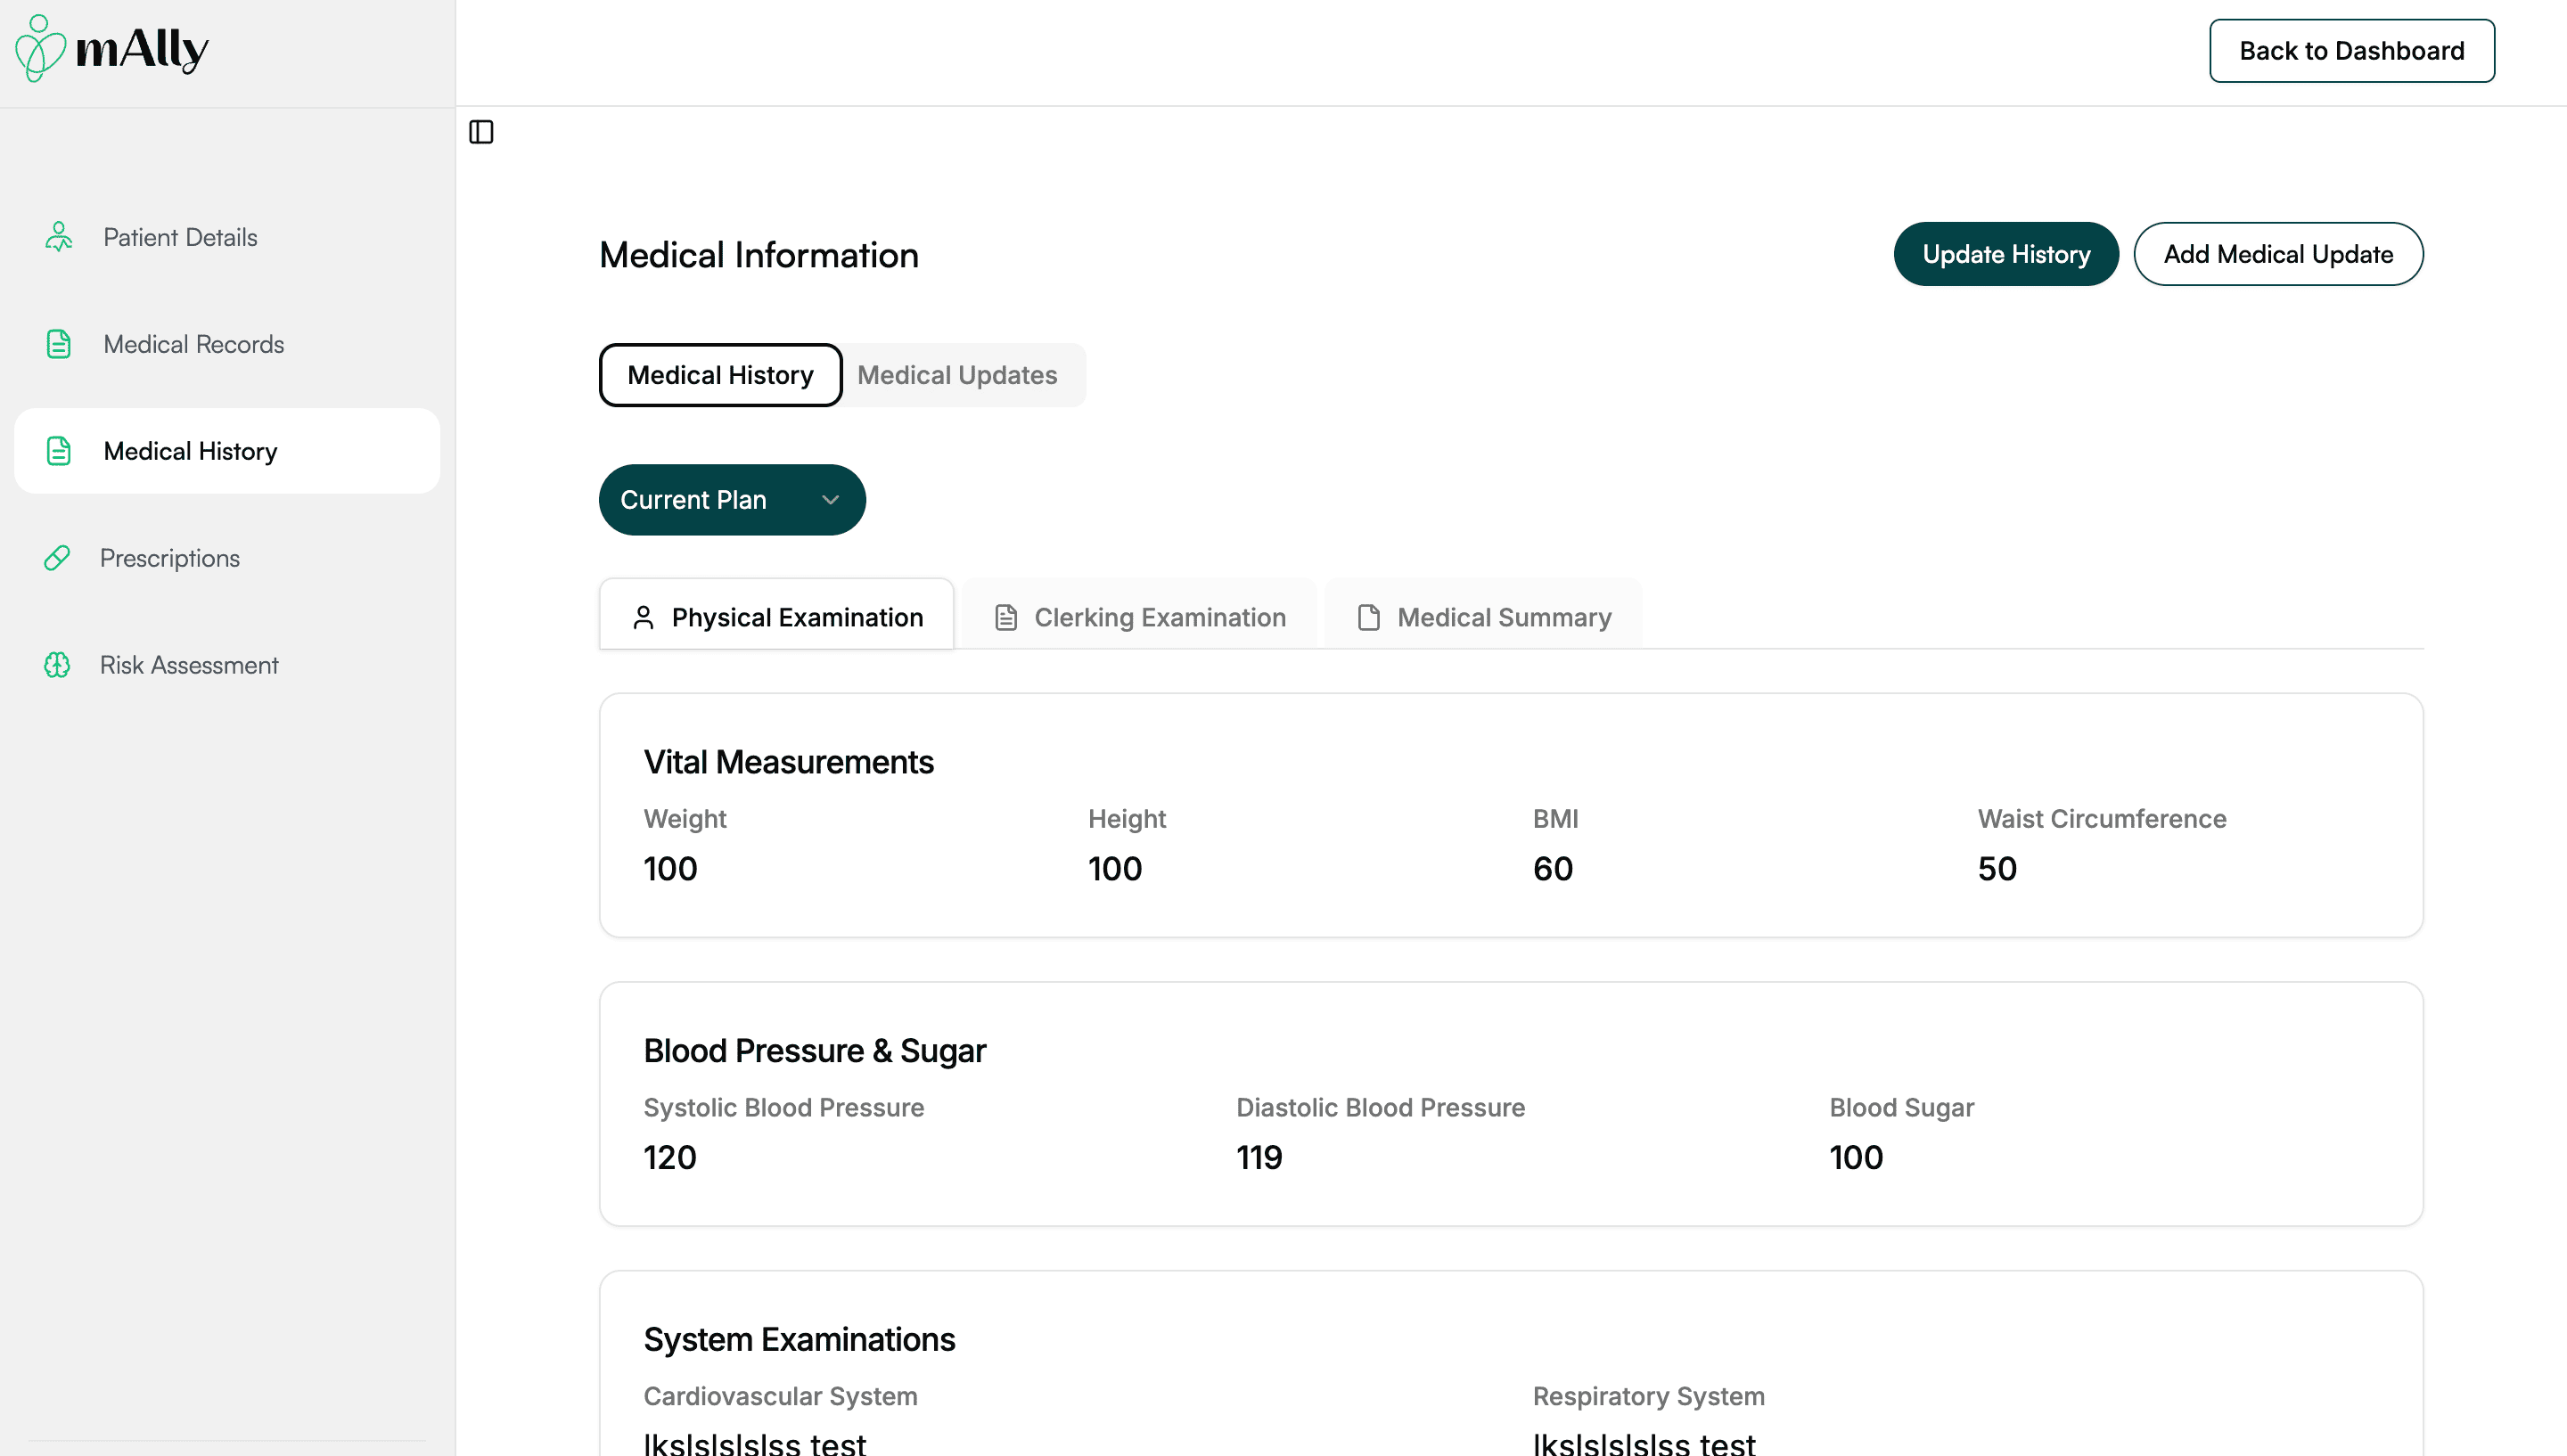 mAlly
Back to Dashboard
Patient Details
Medical Records
Medical History
Prescriptions
Risk Assessment
Medical Information
Update History
Add Medical Update
Medical History
Medical Updates
Current Plan
Physical Examination
Clerking Examination
Medical Summary
Vital Measurements
Weight
Height
BMI
Waist Circumference
100
100
60
50
Blood Pressure & Sugar
Systolic Blood Pressure
Diastolic Blood Pressure
Blood Sugar
120
119
100
System Examinations
Cardiovascular System
Respiratory System
lkslslslslss test
lkslslslslss test